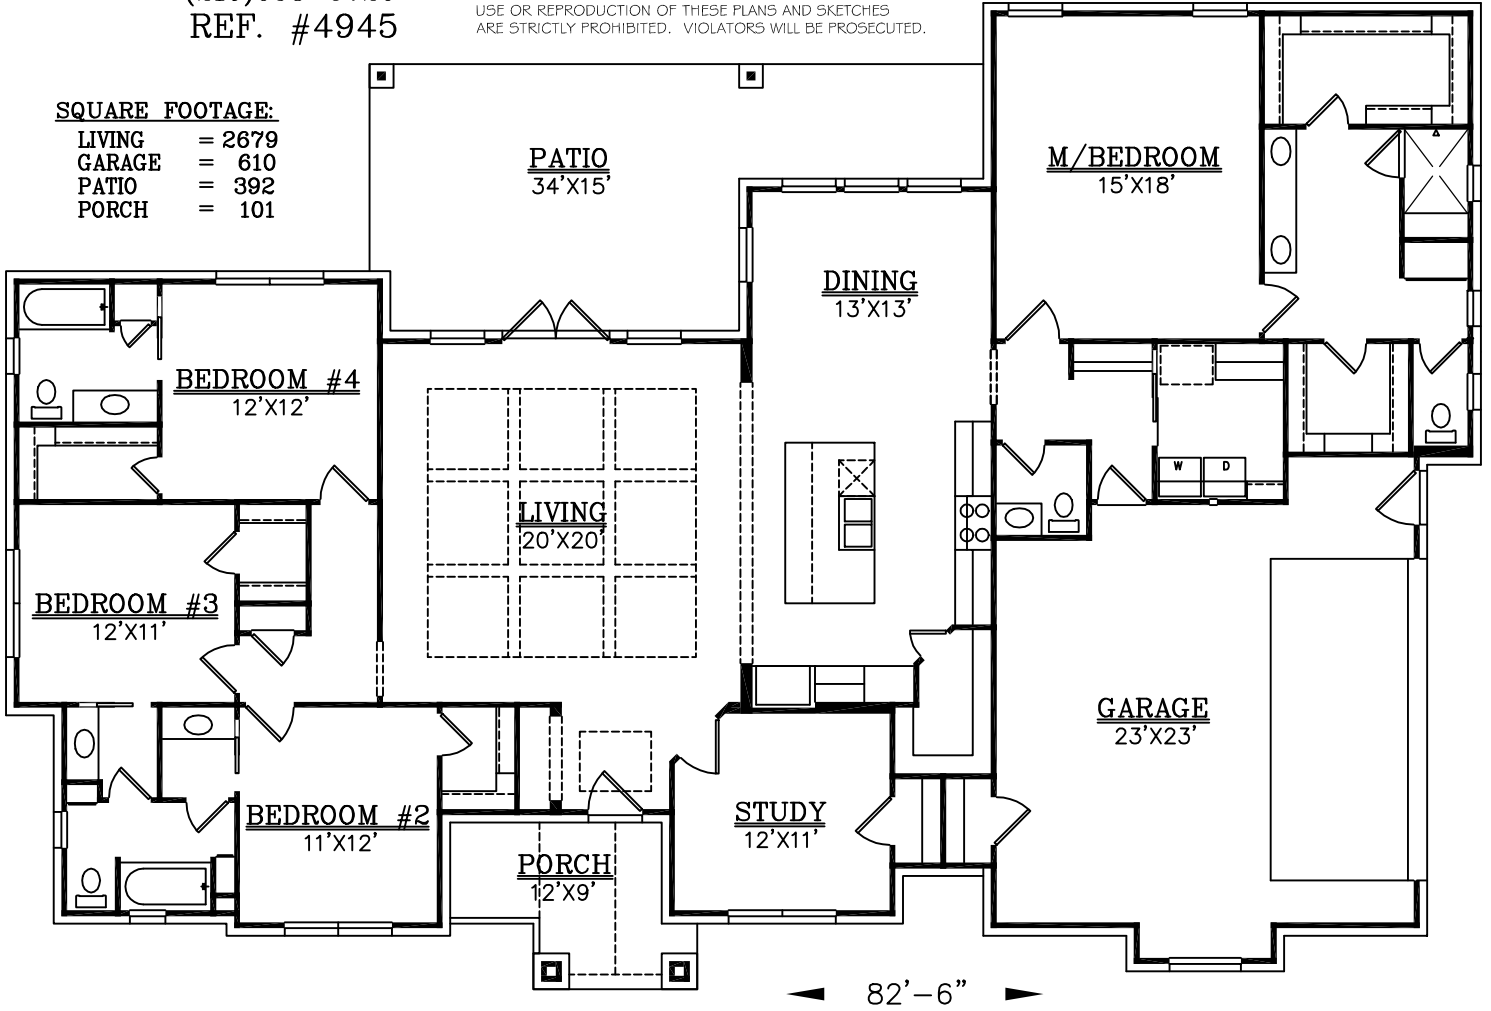 REF. #4945
USE OR REPRODUCTION OF THESE PLANS AND SKETCHES
ARE STRICTLY PROHIBITED. VIOLATORS WILL BE PROSECUTED.
SQUARE FOOTAGE:
LIVING = 2679
GARAGE = 610
PATIO = 392
PORCH = 101
PATIO
34'X15'
M/BEDROOM
15'X18'
DINING
13'X13'
BEDROOM #4
12'X12'
W D
LIVING
20'X20'
BEDROOM #3
12'X11'
GARAGE
23'X23'
BEDROOM #2
11'X12'
STUDY
12'X11'
PORCH
12'X9'
82'-6"